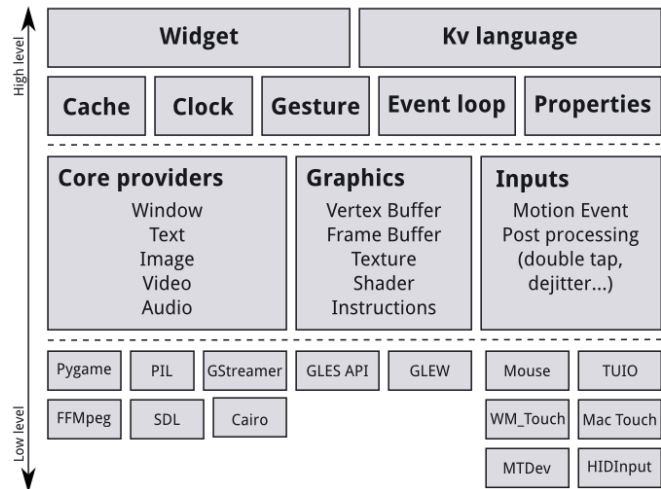 High level
Widget
Kv language
Cache
Clock
Gesture
Event loop
Properties
Core providers
Window
Text
Image
Video
Audio
Graphics
Vertex Buffer
Frame Buffer
Texture
Shader
Instructions
Inputs
Motion Event
Post processing
(double tap,
dejitter...)
Pygame
PIL
GStreamer
GLES API
GLEW
Mouse
TUIO
FFMpeg
SDL
Cairo
WM_Touch
Mac Touch
MTDev
HIDInput
Low level